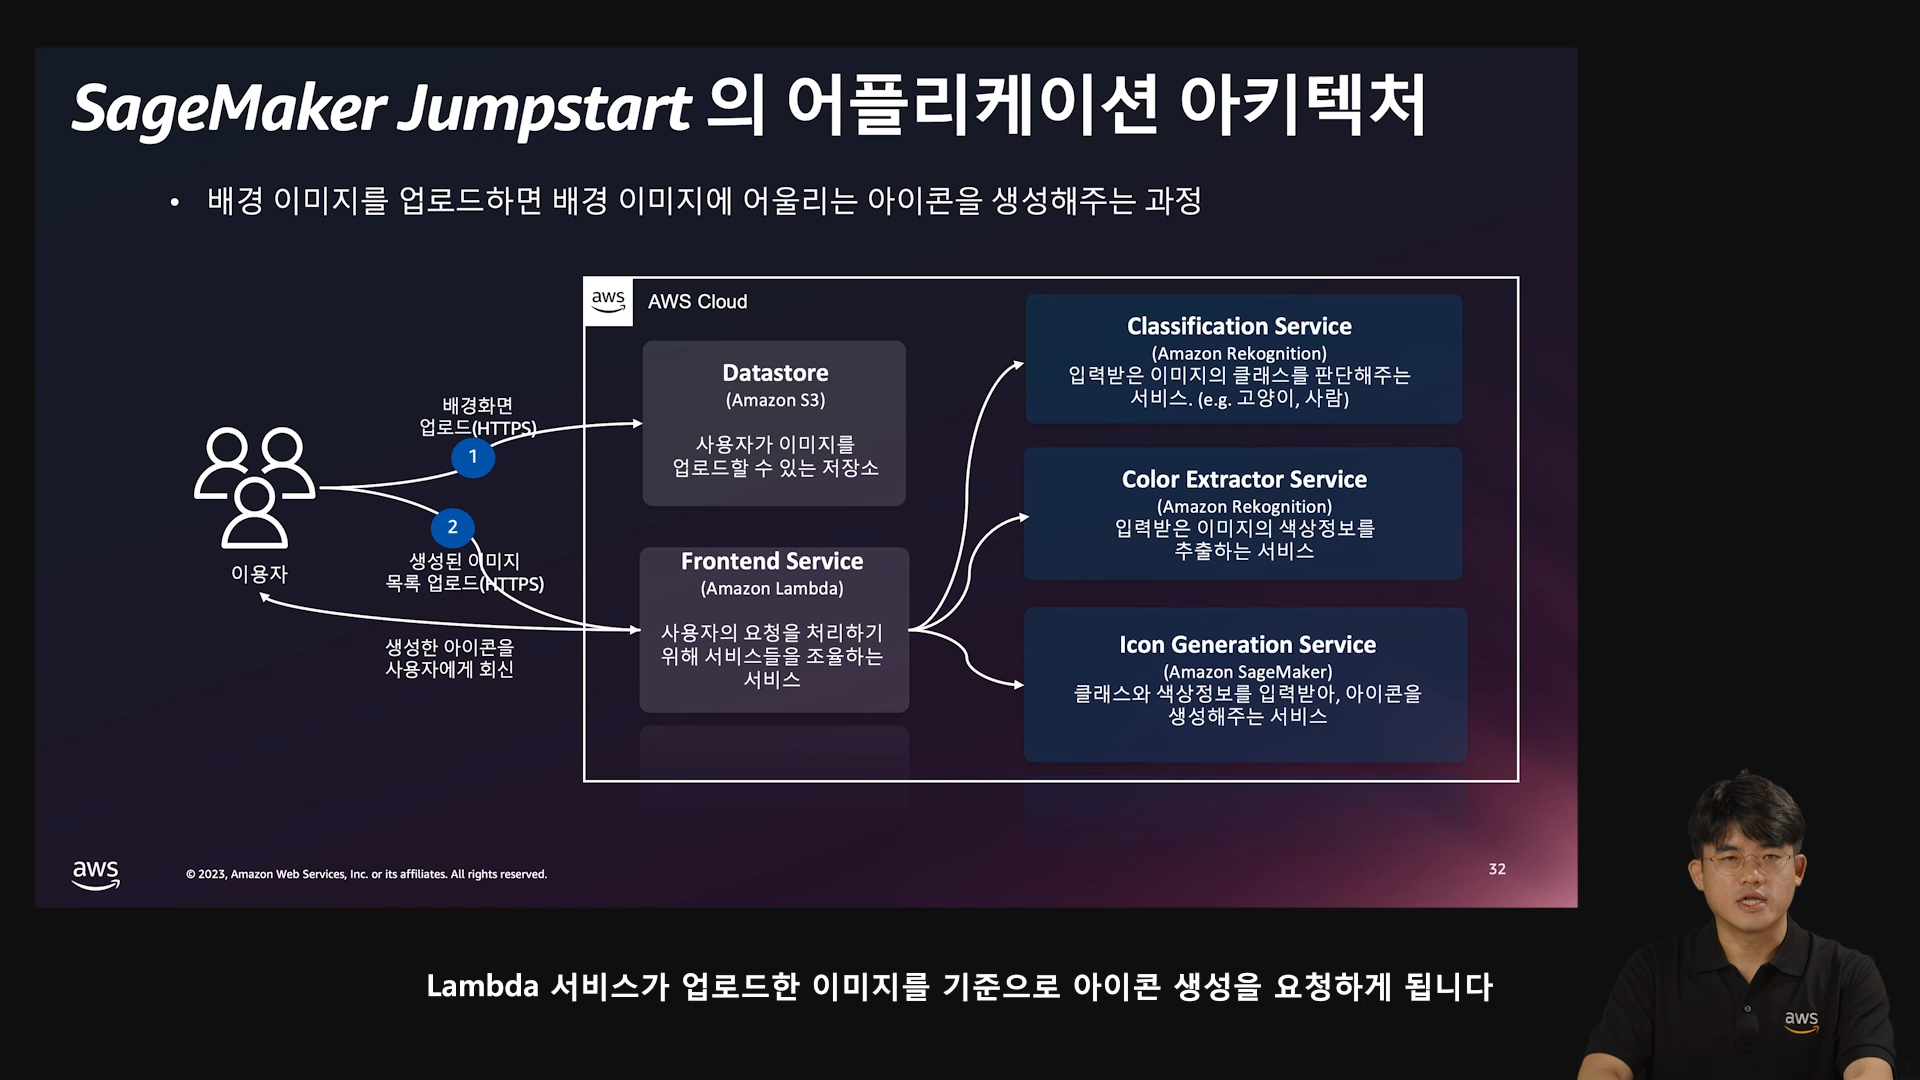 SageMaker Jumpstart 의 어플리케이션 아키텍처
• 배경 이미지를 업로드하면 배경 이미지에 어울리는 아이콘을 생성해주는 과정
aws
AWS Cloud
배경화면
업로드(HTTPS)
1
2
생성된 이미지
목록 업로드(HTTPS)
이용자
생성한 아이콘을
사용자에게 회신
Datastore
(Amazon S3)
사용자가 이미지를
업로드할 수 있는 저장소
Frontend Service
(Amazon Lambda)
사용자의 요청을 처리하기
위해 서비스들을 조율하는
서비스
Classification Service
(Amazon Rekognition)
입력받은 이미지의 클래스를 판단해주는
서비스. (e.g. 고양이, 사람)
Color Extractor Service
(Amazon Rekognition)
입력받은 이미지의 색상정보를
추출하는 서비스
Icon Generation Service
(Amazon SageMaker)
클래스와 색상정보를 입력받아, 아이콘을
생성해주는 서비스
aws
© 2023, Amazon Web Services, Inc. or its affiliates. All rights reserved.
32
Lambda 서비스가 업로드한 이미지를 기준으로 아이콘 생성을 요청하게 됩니다
aws